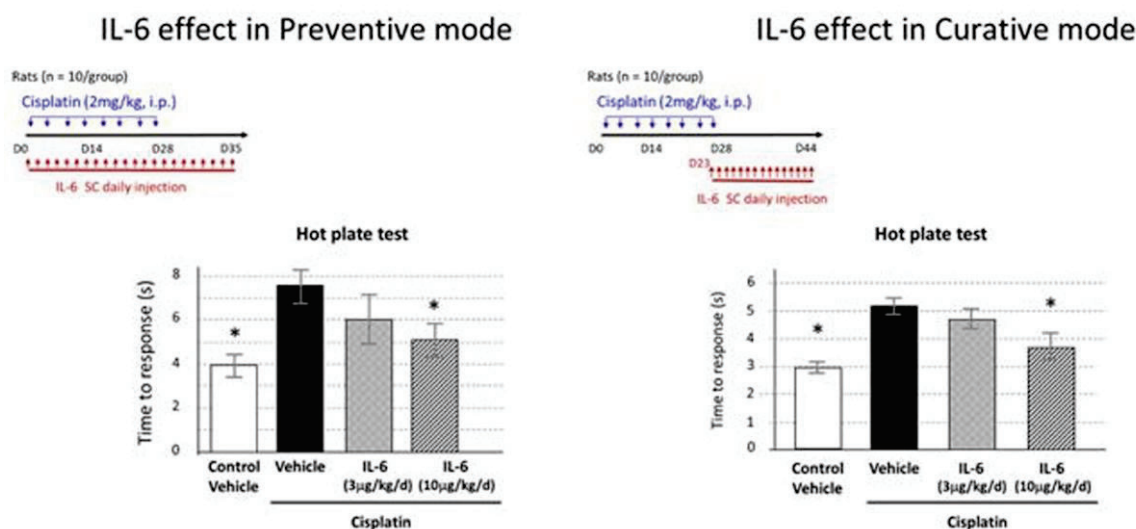 IL-6 effect in Preventive mode
Rats (n = 10/group)
Cisplatin (2mg/kg, i.p.)
D0 D14 D28 D35
IL-6 SC daily injection
Hot plate test
Time to response (s)
8
6
4
2
0
*
*
Control Vehicle
Vehicle
IL-6 (3µg/kg/d)
IL-6 (10µg/kg/d)
Cisplatin
IL-6 effect in Curative mode
Rats (n = 10/group)
Cisplatin (2mg/kg, i.p.)
D0 D14 D28 D44
D23
IL-6 SC daily injection
Hot plate test
Time to response (s)
6
5
4
3
2
1
0
*
*
Control Vehicle
Vehicle
IL-6 (3µg/kg/d)
IL-6 (10µg/kg/d)
Cisplatin